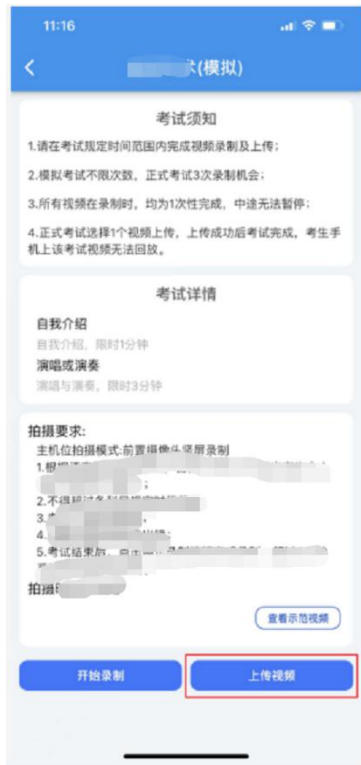 11:16
术(模拟)
考试须知
1.请在考试规定时间范围内完成视频录制及上传;
2.模拟考试不限次数,正式考试3次录制机会;
3.所有视频在录制时,均为1次性完成,中途无法暂停;
4.正式考试选择1个视频上传,上传成功后考试完成,考生手
机上该考试视频无法回放。
考试详情
自我介绍
自我介绍,限时1分钟
演唱或演奏
演唱与演奏,限时3分钟
拍摄要求:
主机位拍摄模式:前置摄像头竖屏录制
1.根
2.不得
3.
4.
5.考试结束后,
拍摄
查看示范视频
开始录制
上传视频